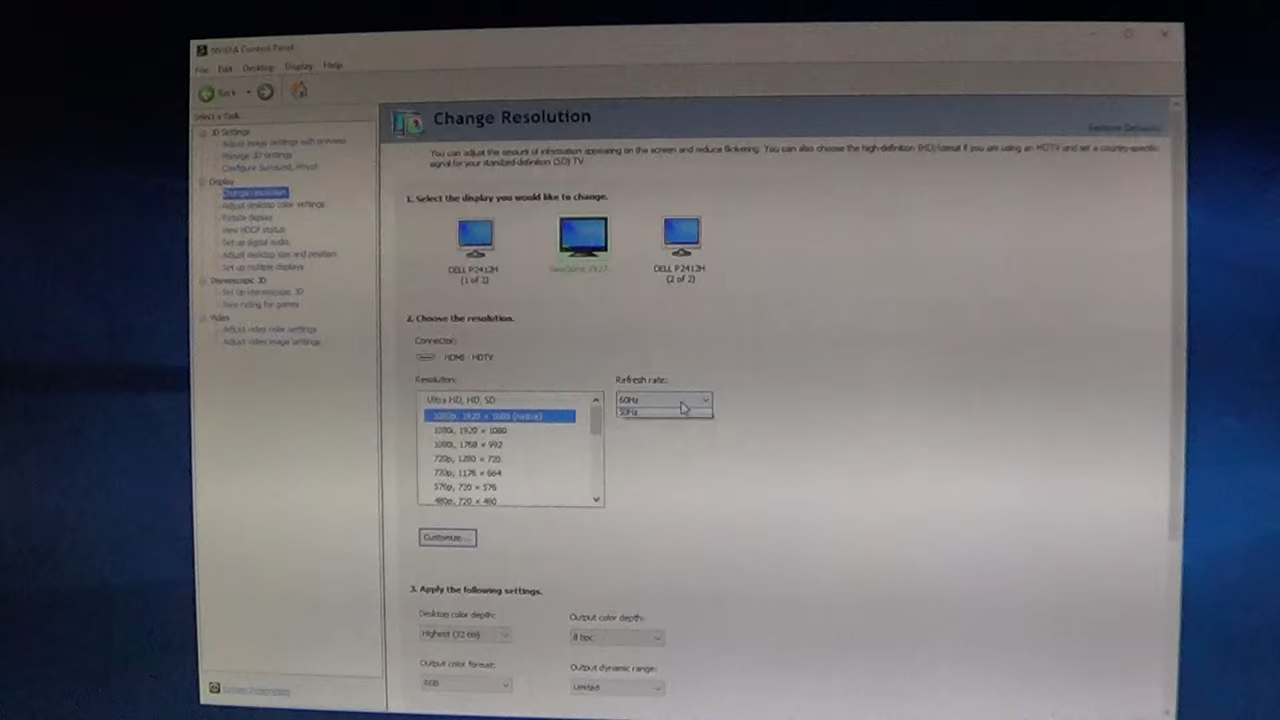 NVIDIA Control Panel
File Edit Desktop Display Help
Back
Select a Task...
3D Settings
Adjust image settings with preview
Manage 3D settings
Configure Surround, PhysX
Display
Change resolution
Adjust desktop color settings
Rotate display
View HDCP status
Set up digital audio
Adjust desktop size and position
Set up multiple displays
Stereoscopic 3D
Set up stereoscopic 3D
View rating for games
Video
Adjust video color settings
Adjust video image settings
System Information
Change Resolution
Restore Defaults
You can adjust the amount of information appearing on the screen and reduce flickering. You can also choose the high-definition (HD) format if you are using an HDTV and set a country-specific
signal for your standard-definition (SD) TV.
1. Select the display you would like to change.
DELL P2412H
(1 of 2)
DELL P2412H
(2 of 2)
2. Choose the resolution.
Connector:
HDMI - HDTV
Resolution:
Refresh rate:
Ultra HD, HD, SD
1080p, 1920 × 1080 (native)
1080i, 1920 × 1080
1080i, 1768 × 992
720p, 1280 × 720
720p, 1176 × 664
576p, 720 × 576
480p, 720 × 480
60Hz
50Hz
Customize...
3. Apply the following settings.
Desktop color depth:
Output color depth:
Highest (32-bit)
8 bpc
Output color format:
Output dynamic range:
RGB
Limited